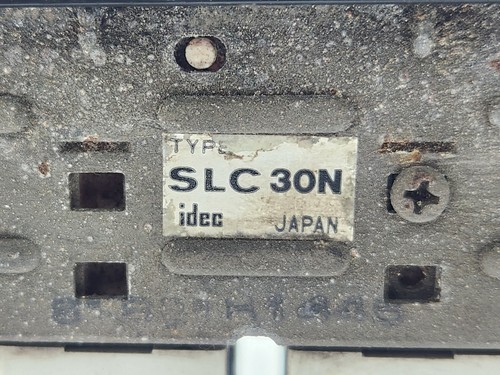 TYPE
SLC 30N
idec JAPAN